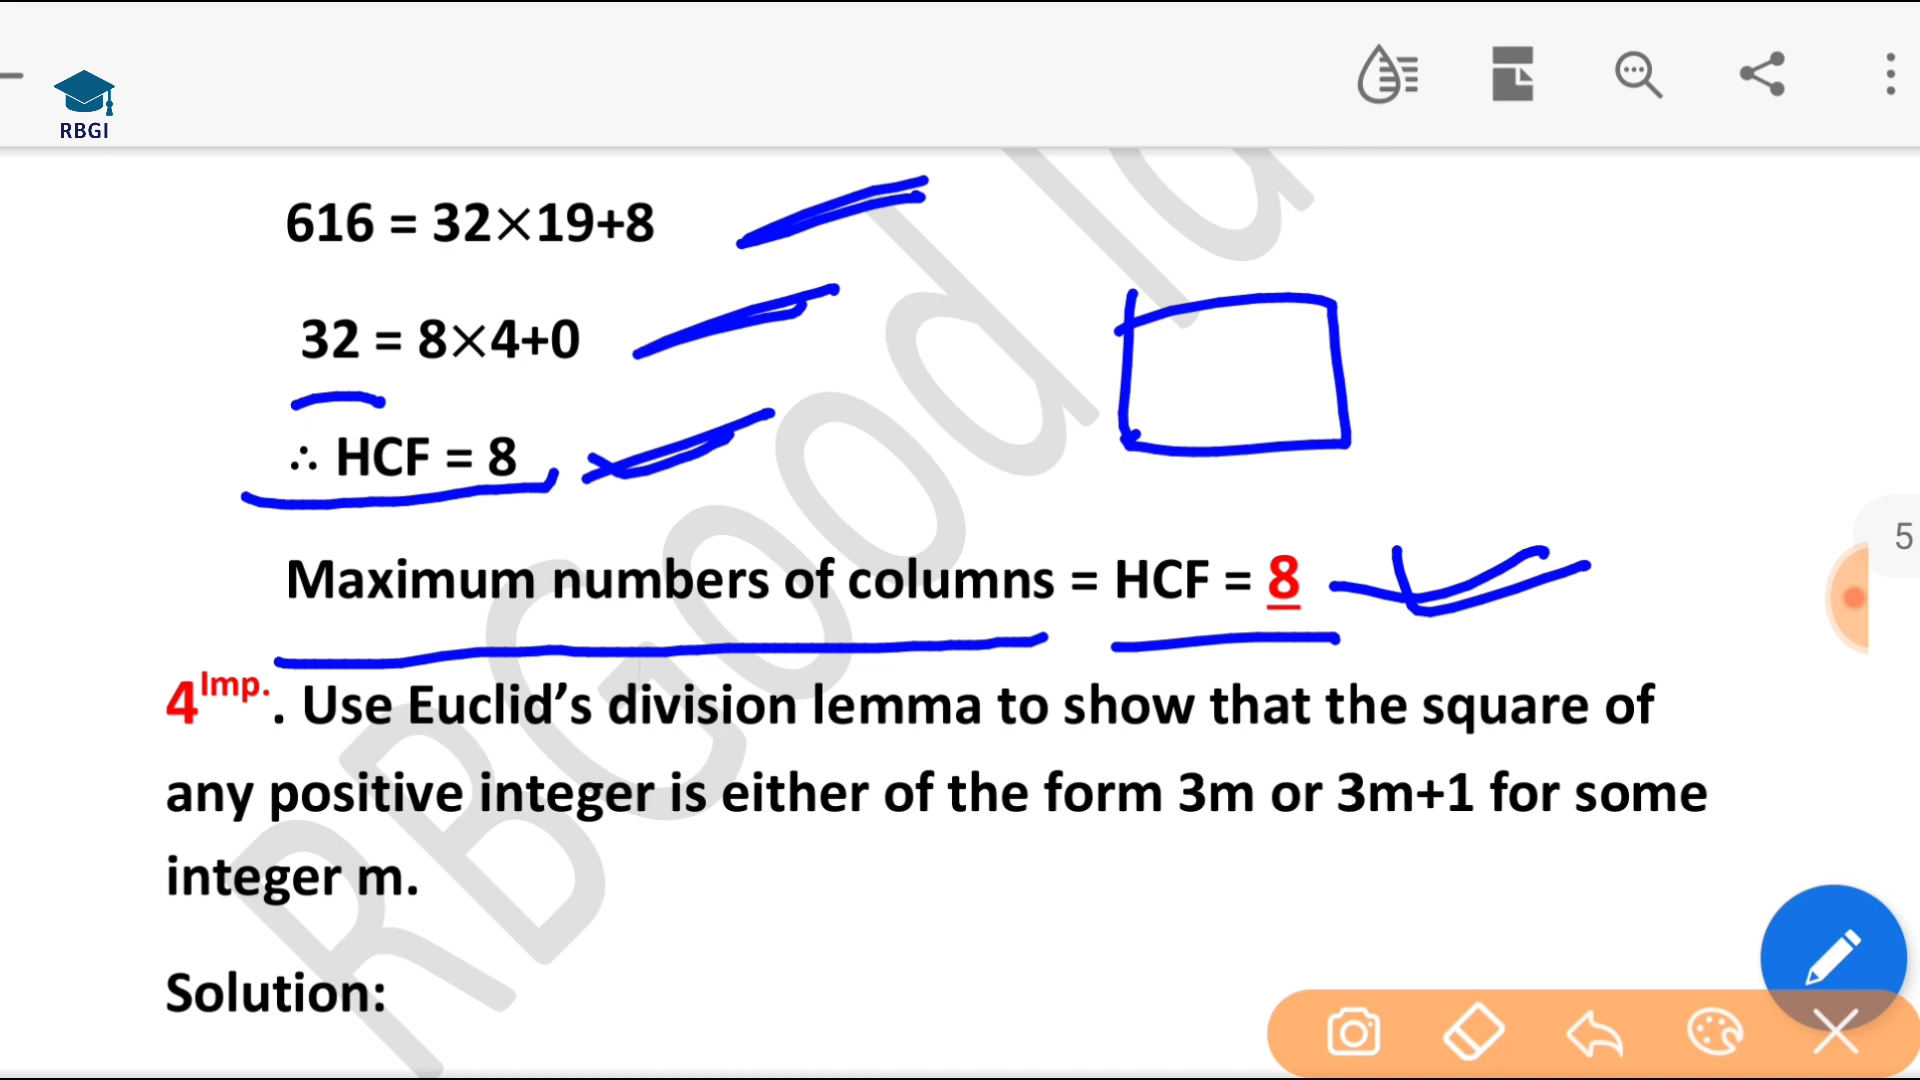 RBGI
616 = 32×19+8
32 = 8×4+0
∴ HCF = 8
Maximum numbers of columns = HCF = 8
5
4Imp. . Use Euclid’s division lemma to show that the square of
any positive integer is either of the form 3m or 3m+1 for some
integer m.
Solution:
RBGood